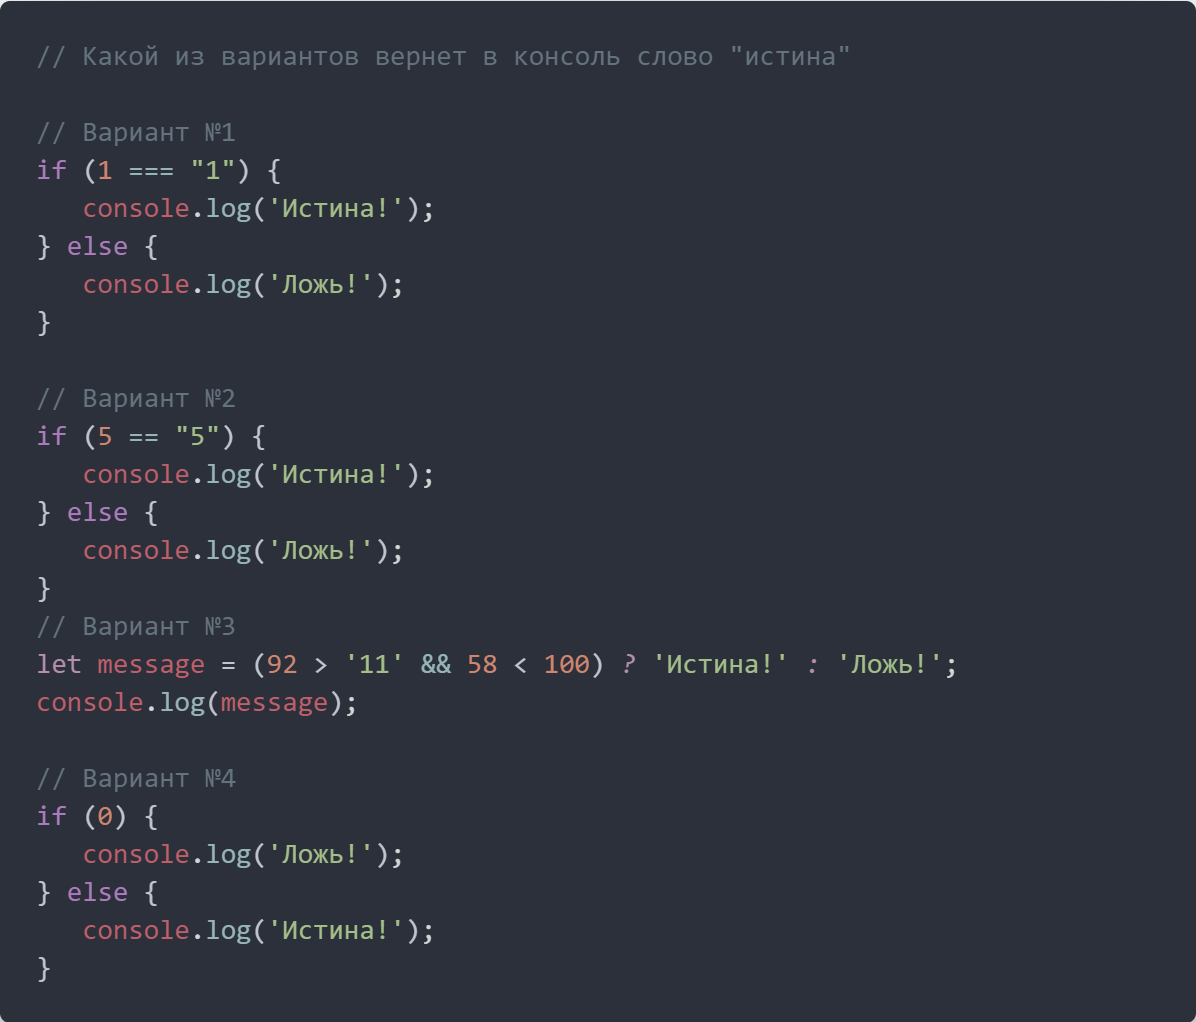 // Какой из вариантов вернет в консоль слово "истина"
// Вариант №1
if (1 === "1") {
console.log('Истина!');
} else {
console.log('Ложь!');
}
// Вариант №2
if (5 == "5") {
console.log('Истина!');
} else {
console.log('Ложь!');
}
// Вариант №3
let message = (92 > '11' && 58 < 100) ? 'Истина!' : 'Ложь!';
console.log(message);
// Вариант №4
if (0) {
console.log('Ложь!');
} else {
console.log('Истина!');
}